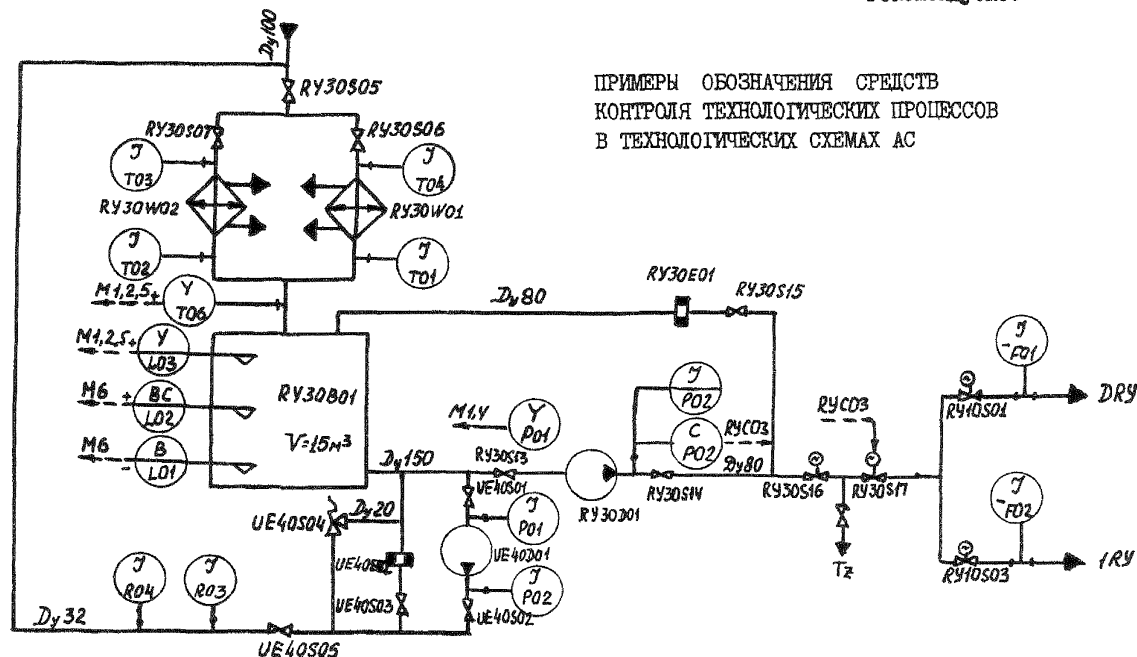 Dу100
RY30S05
ПРИМЕРЫ ОБОЗНАЧЕНИЯ СРЕДСТВ
КОНТРОЛЯ ТЕХНОЛОГИЧЕСКИХ ПРОЦЕССОВ
В ТЕХНОЛОГИЧЕСКИХ СХЕМАХ АС
RY30S07
RY30S06
J
T03
J
T04
RY30W02
RY30W01
J
T02
J
T01
M1,2,5+
Y
T06
Dу80
RY30E01
RY30S15
M1,2,5+
Y
L03
RY30B01
V=15м³
M6
+
BC
L02
M6
-
B
L01
M1,Y
Y
P01
J
P02
C
P02
RYC03
RYC03
J
-F01
RY10S01
DRY
Dу150
RY30S13
RY30D01
RY30S14
Dу80
RY30S16
RY30S17
Tz
J
-F02
RY10S03
1RY
UE40S04
Dу20
UE40S01
J
P01
UE40D01
J
P02
UE40S03
UE40S02
J
R04
J
R03
Dу32
UE40S05